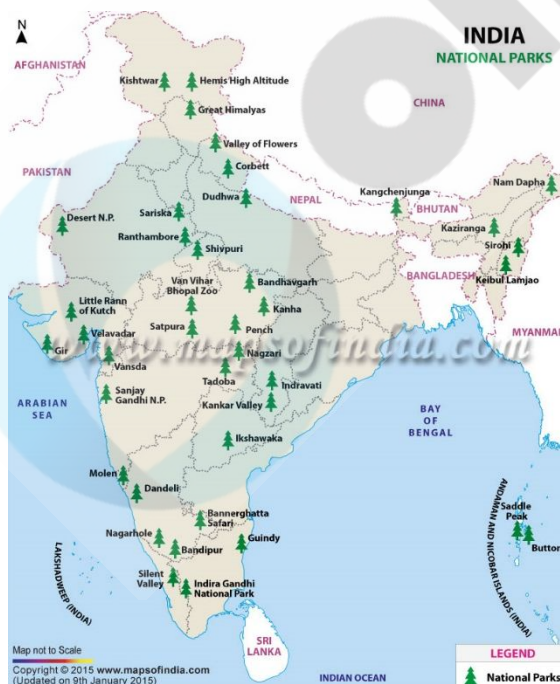 N
INDIA
NATIONAL PARKS
AFGHANISTAN
Kishtwar
Hemis High Altitude
Great Himalyas
CHINA
Valley of Flowers
PAKISTAN
Corbett
Dudhwa
NEPAL
Kangchenjunga
BHUTAN
Nam Dapha
Desert N.P.
Sariska
Ranthambore
Shivpuri
Kaziranga
Sirohi
BANGLADESH
Keibul Lamjao
Van Vihar
Bhopal Zoo
Bandhavgarh
Little Rann
of Kutch
Kanha
Velavadar
Satpura
Pench
MYANMAR
www.mapsofindia.com
Gir
Vansda
Nagzari
Tadoba
Indravati
Sanjay
Gandhi N.P.
Kankar Valley
ARABIAN
SEA
BAY
OF
BENGAL
Ikshawaka
Molen
Dandeli
Bannerghatta
Safari
Nagarhole
Bandipur
Guindy
Saddle
Peak
Button
ANDAMAN AND NICOBAR ISLANDS (INDIA)
LAKSHADWEEP (INDIA)
Silent
Valley
Indira Gandhi
National Park
SRI
LANKA
Map not to Scale
Copyright © 2015 www.mapsofindia.com
(Updated on 9th January 2015)
INDIAN OCEAN
LEGEND
National Parks